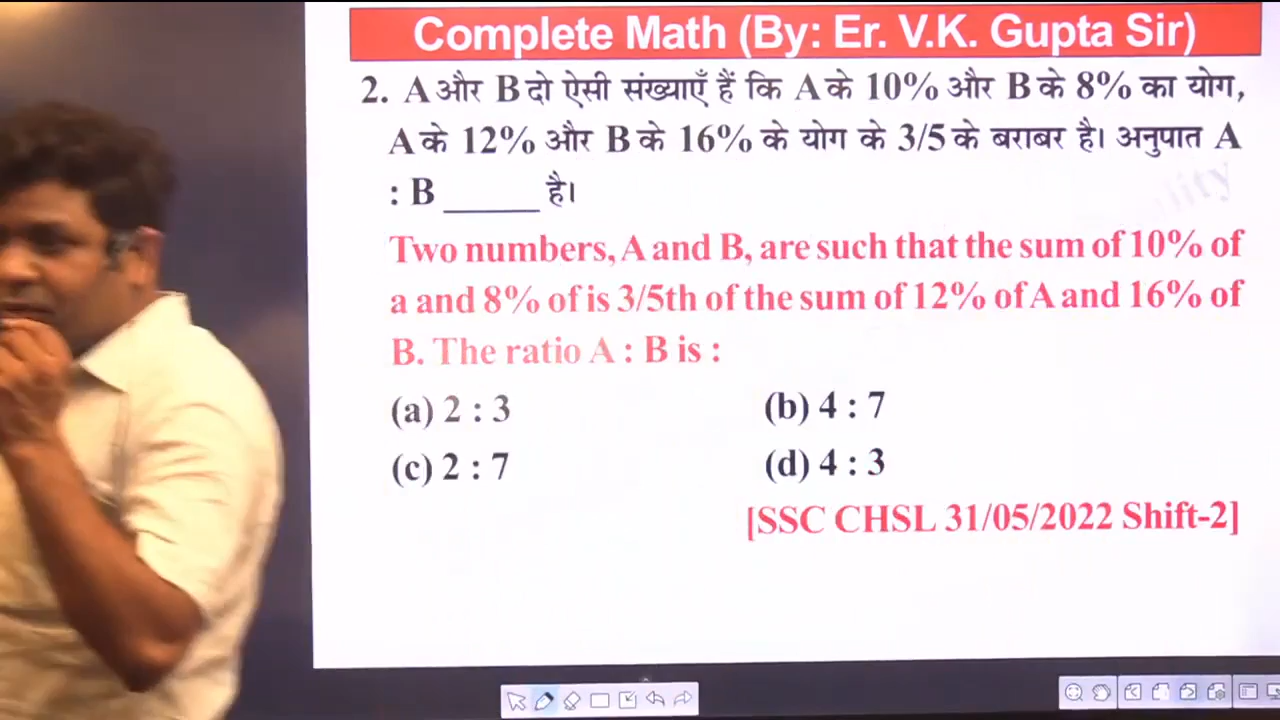 Complete Math (By: Er. V.K. Gupta Sir)
2. A और B दो ऐसी संख्याएँ हैं कि A के 10% और B के 8% का योग,
A के 12% और B के 16% के योग के 3/5 के बराबर है। अनुपात A
: B ______ है।
Two numbers, A and B, are such that the sum of 10% of
a and 8% of is 3/5th of the sum of 12% of A and 16% of
B. The ratio A : B is :
(a) 2 : 3 (b) 4 : 7
(c) 2 : 7 (d) 4 : 3
[SSC CHSL 31/05/2022 Shift-2]